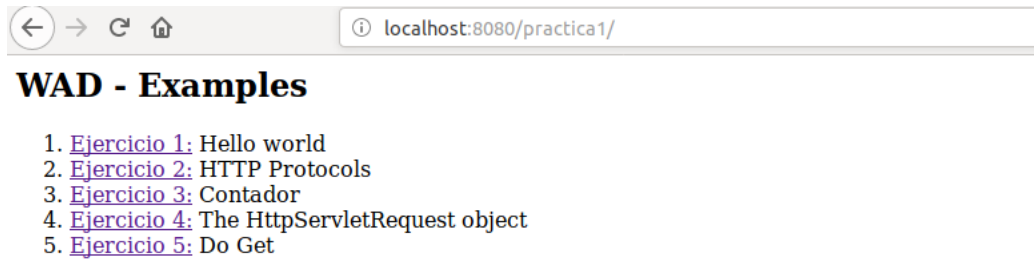 localhost:8080/practica1/
WAD - Examples
1. Ejercicio 1: Hello world
2. Ejercicio 2: HTTP Protocols
3. Ejercicio 3: Contador
4. Ejercicio 4: The HttpServletRequest object
5. Ejercicio 5: Do Get